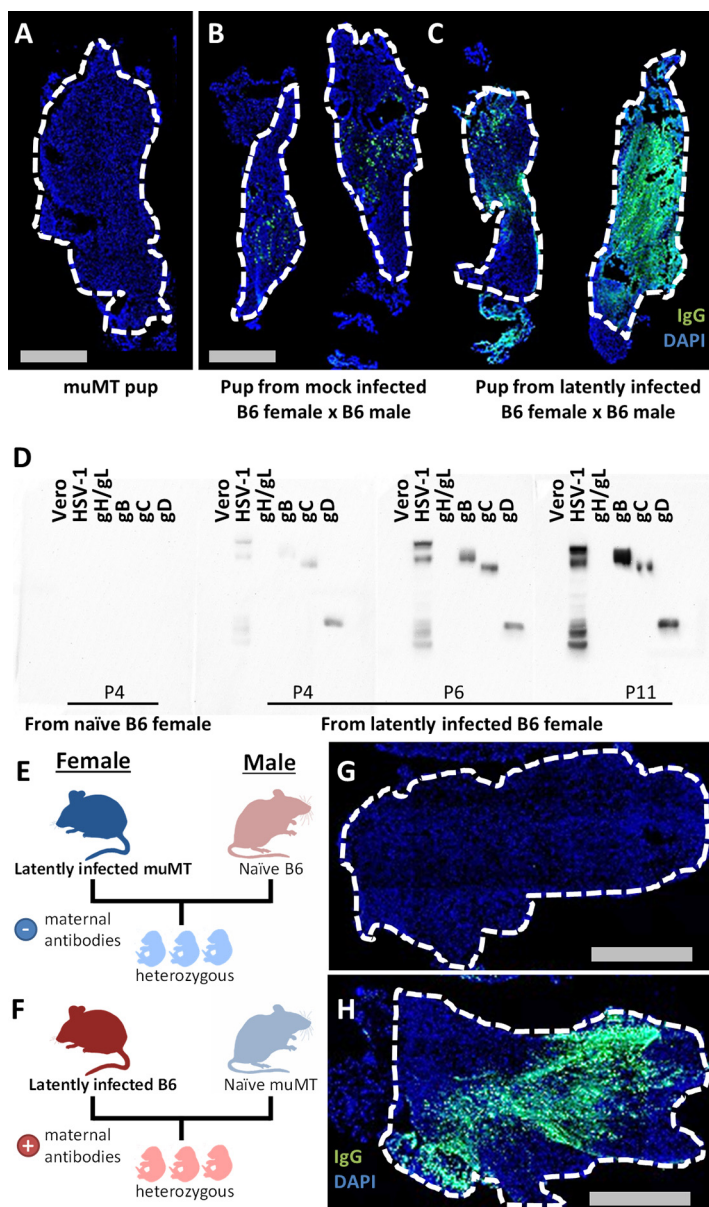 A
B
C
IgG
DAPI
muMT pup
Pup from mock infected
B6 female x B6 male
Pup from latently infected
B6 female x B6 male
D
Vero
HSV-1
gH/gL
gB
gC
gD
Vero
HSV-1
gH/gL
gB
gC
gD
Vero
HSV-1
gH/gL
gB
gC
gD
Vero
HSV-1
gH/gL
gB
gC
gD
P4
P4
P6
P11
From naïve B6 female
From latently infected B6 female
E
Female
Male
Latently infected muMT
Naïve B6
-
maternal
antibodies
heterozygous
F
Latently infected B6
Naïve muMT
+
maternal
antibodies
heterozygous
G
H
IgG
DAPI